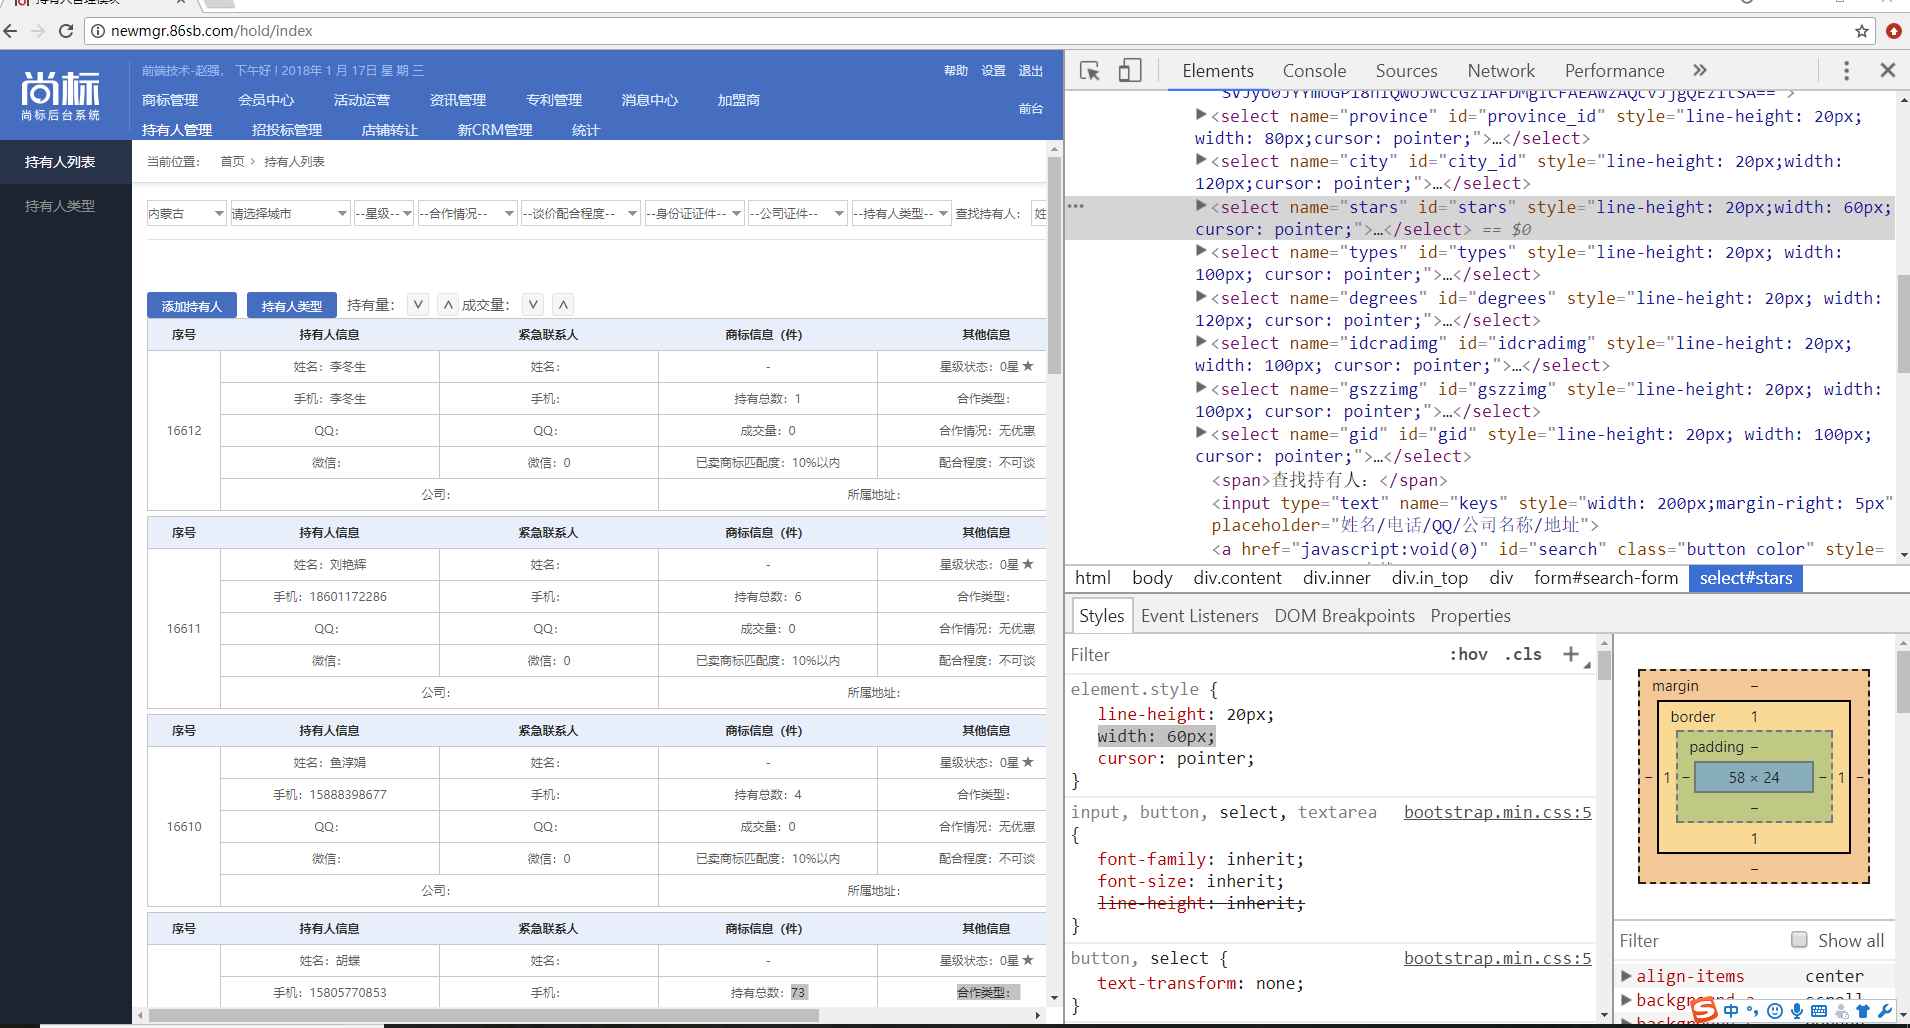 newmgr.86sb.com/hold/index
尚标
尚标后台系统
前端技术-赵强， 下午好！2018年 1 月 17日 星 期 三
帮助 设置 退出
商标管理 会员中心 活动运营 资讯管理 专利管理 消息中心 加盟商
前台
持有人管理 招投标管理 店铺转让 新CRM管理 统计
持有人列表
持有人类型
当前位置： 首页 > 持有人列表
内蒙古 请选择城市 --星级-- --合作情况-- --谈价配合程度-- --身份证证件-- --公司证件-- --持有人类型-- 查找持有人： 姓
添加持有人 持有人类型 持有量： ∨ ∧ 成交量： ∨ ∧
序号 持有人信息 紧急联系人 商标信息（件） 其他信息
姓名：李冬生 姓名： - 星级状态：0星★
手机：李冬生 手机： 持有总数：1 合作类型：
16612 QQ： QQ： 成交量：0 合作情况：无优惠
微信： 微信：0 已卖商标匹配度：10%以内 配合程度：不可谈
公司： 所属地址：
序号 持有人信息 紧急联系人 商标信息（件） 其他信息
姓名：刘艳辉 姓名： - 星级状态：0星★
手机：18601172286 手机： 持有总数：6 合作类型：
16611 QQ： QQ： 成交量：0 合作情况：无优惠
微信： 微信：0 已卖商标匹配度：10%以内 配合程度：不可谈
公司： 所属地址：
序号 持有人信息 紧急联系人 商标信息（件） 其他信息
姓名：鱼淳娟 姓名： - 星级状态：0星★
手机：15888398677 手机： 持有总数：4 合作类型：
16610 QQ： QQ： 成交量：0 合作情况：无优惠
微信： 微信：0 已卖商标匹配度：10%以内 配合程度：不可谈
公司： 所属地址：
序号 持有人信息 紧急联系人 商标信息（件） 其他信息
姓名：胡蝶 姓名： - 星级状态：0星★
手机：15805770853 手机： 持有总数：73 合作类型：
Elements Console Sources Network Performance »
<select name="province" id="province_id" style="line-height: 20px;
width: 80px;cursor: pointer;">…</select>
<select name="city" id="city_id" style="line-height: 20px;width:
120px;cursor: pointer;">…</select>
<select name="stars" id="stars" style="line-height: 20px;width: 60px;
cursor: pointer;">…</select> == $0
<select name="types" id="types" style="line-height: 20px; width:
100px; cursor: pointer;">…</select>
<select name="degrees" id="degrees" style="line-height: 20px; width:
120px; cursor: pointer;">…</select>
<select name="idcradimg" id="idcradimg" style="line-height: 20px;
width: 100px; cursor: pointer;">…</select>
<select name="gszzimg" id="gszzimg" style="line-height: 20px; width:
100px; cursor: pointer;">…</select>
<select name="gid" id="gid" style="line-height: 20px; width: 100px;
cursor: pointer;">…</select>
<span>查找持有人：</span>
<input type="text" name="keys" style="width: 200px;margin-right: 5px"
placeholder="姓名/电话/QQ/公司名称/地址">
<a href="javascript:void(0)" id="search" class="button color" style=
html body div.content div.inner div.in_top div form#search-form select#stars
Styles Event Listeners DOM Breakpoints Properties
Filter :hov .cls +
element.style {
line-height: 20px;
width: 60px;
cursor: pointer;
}
input, button, select, textarea bootstrap.min.css:5
{
font-family: inherit;
font-size: inherit;
line-height: inherit;
}
button, select { bootstrap.min.css:5
text-transform: none;
}
margin –
border 1
padding –
– 1 – 58 × 24 – 1 –
–
1
–
Filter Show all
align-items center
中